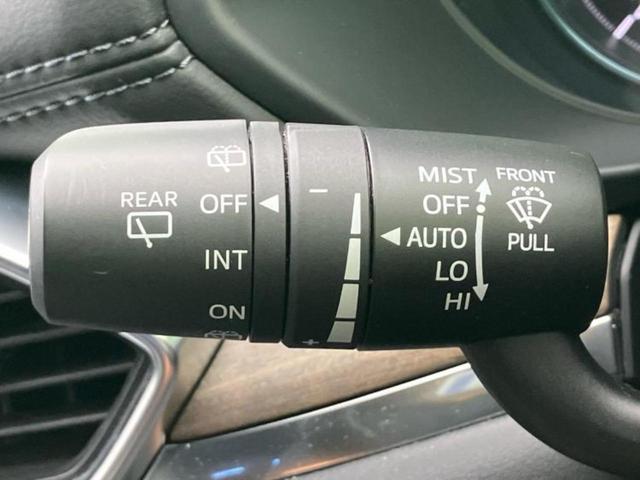 REAR
OFF
INT
ON
−
+
MIST
OFF
AUTO
LO
HI
FRONT
PULL